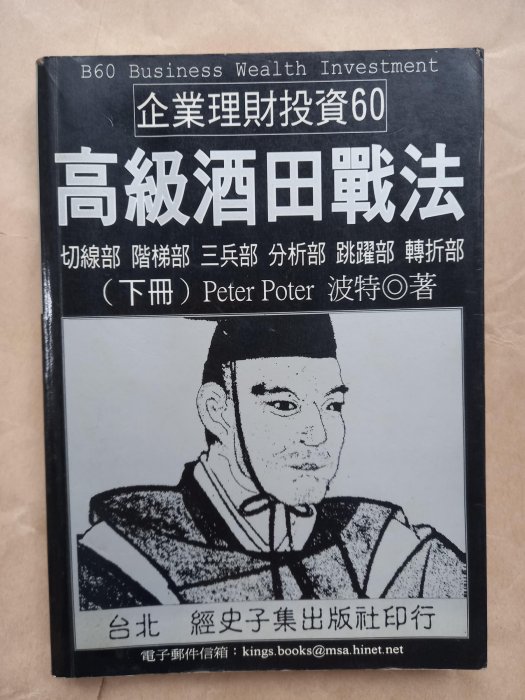 B60 Business Wealth Investment
企業理財投資60
高級酒田戰法
切線部 階梯部 三兵部 分析部 跳躍部 轉折部
（下冊）Peter Poter 波特◎著
台北 經史子集出版社印行
電子郵件信箱：kings.books@msa.hinet.net